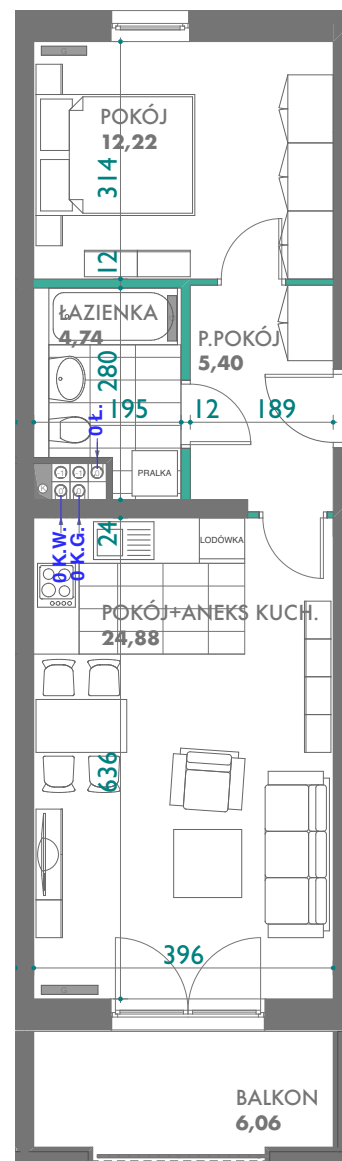 G
POKÓJ
12,22
314
12
ŁAZIENKA
4,74
P.POKÓJ
5,40
280
195
12
189
0 Ł.
PRALKA
0 K.W.
0 K.G.
24
LODÓWKA
POKÓJ+ANEKS KUCH.
24,88
636
396
G
BALKON
6,06